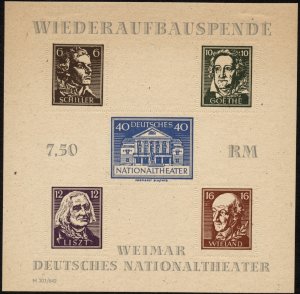 WIEDERAUFBAUSPENDE
6 6
SCHILLER
10 10
GOETHE
40 DEUTSCHES 40
NATIONALTHEATER
7,50 RM
12 12
LISZT
16 16
WIELAND
WEIMAR
DEUTSCHES NATIONALTHEATER